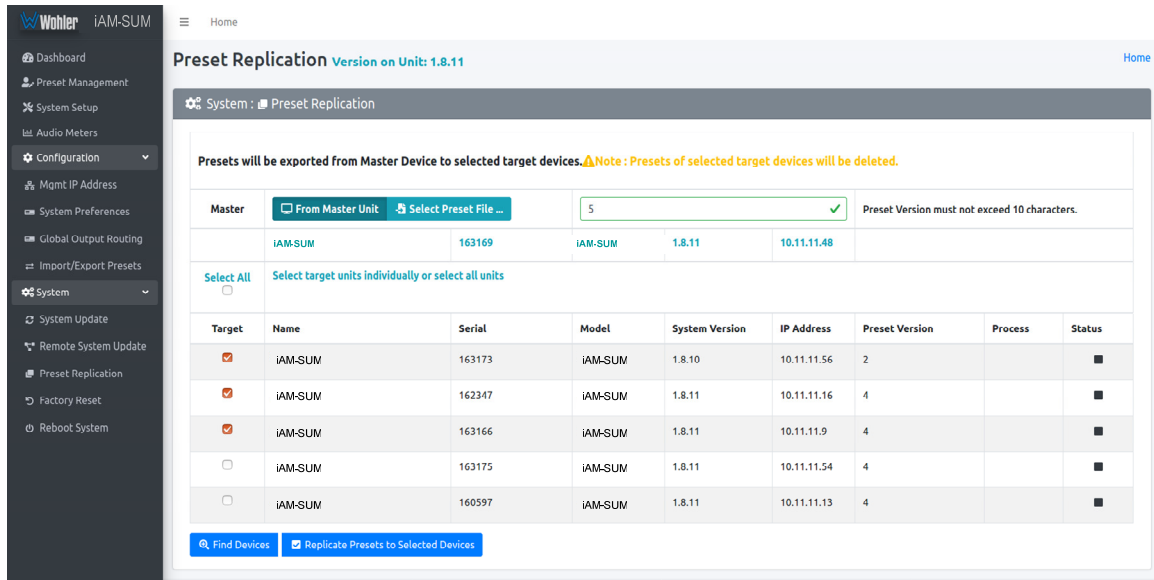 Wohler iAM-SUM
Home
Dashboard
Preset Management
System Setup
Audio Meters
Configuration
Mgmt IP Address
System Preferences
Global Output Routing
Import/Export Presets
System
System Update
Remote System Update
Preset Replication
Factory Reset
Reboot System
Preset Replication Version on Unit: 1.8.11
Home
System : Preset Replication
Presets will be exported from Master Device to selected target devices. Note : Presets of selected target devices will be deleted.
Master From Master Unit Select Preset File ... 5 Preset Version must not exceed 10 characters.
iAM-SUM 163169 iAM-SUM 1.8.11 10.11.11.48
Select All Select target units individually or select all units
Target Name Serial Model System Version IP Address Preset Version Process Status
iAM-SUM 163173 iAM-SUM 1.8.10 10.11.11.56 2
iAM-SUM 162347 iAM-SUM 1.8.11 10.11.11.16 4
iAM-SUM 163166 iAM-SUM 1.8.11 10.11.11.9 4
iAM-SUM 163175 iAM-SUM 1.8.11 10.11.11.54 4
iAM-SUM 160597 iAM-SUM 1.8.11 10.11.11.13 4
Find Devices Replicate Presets to Selected Devices